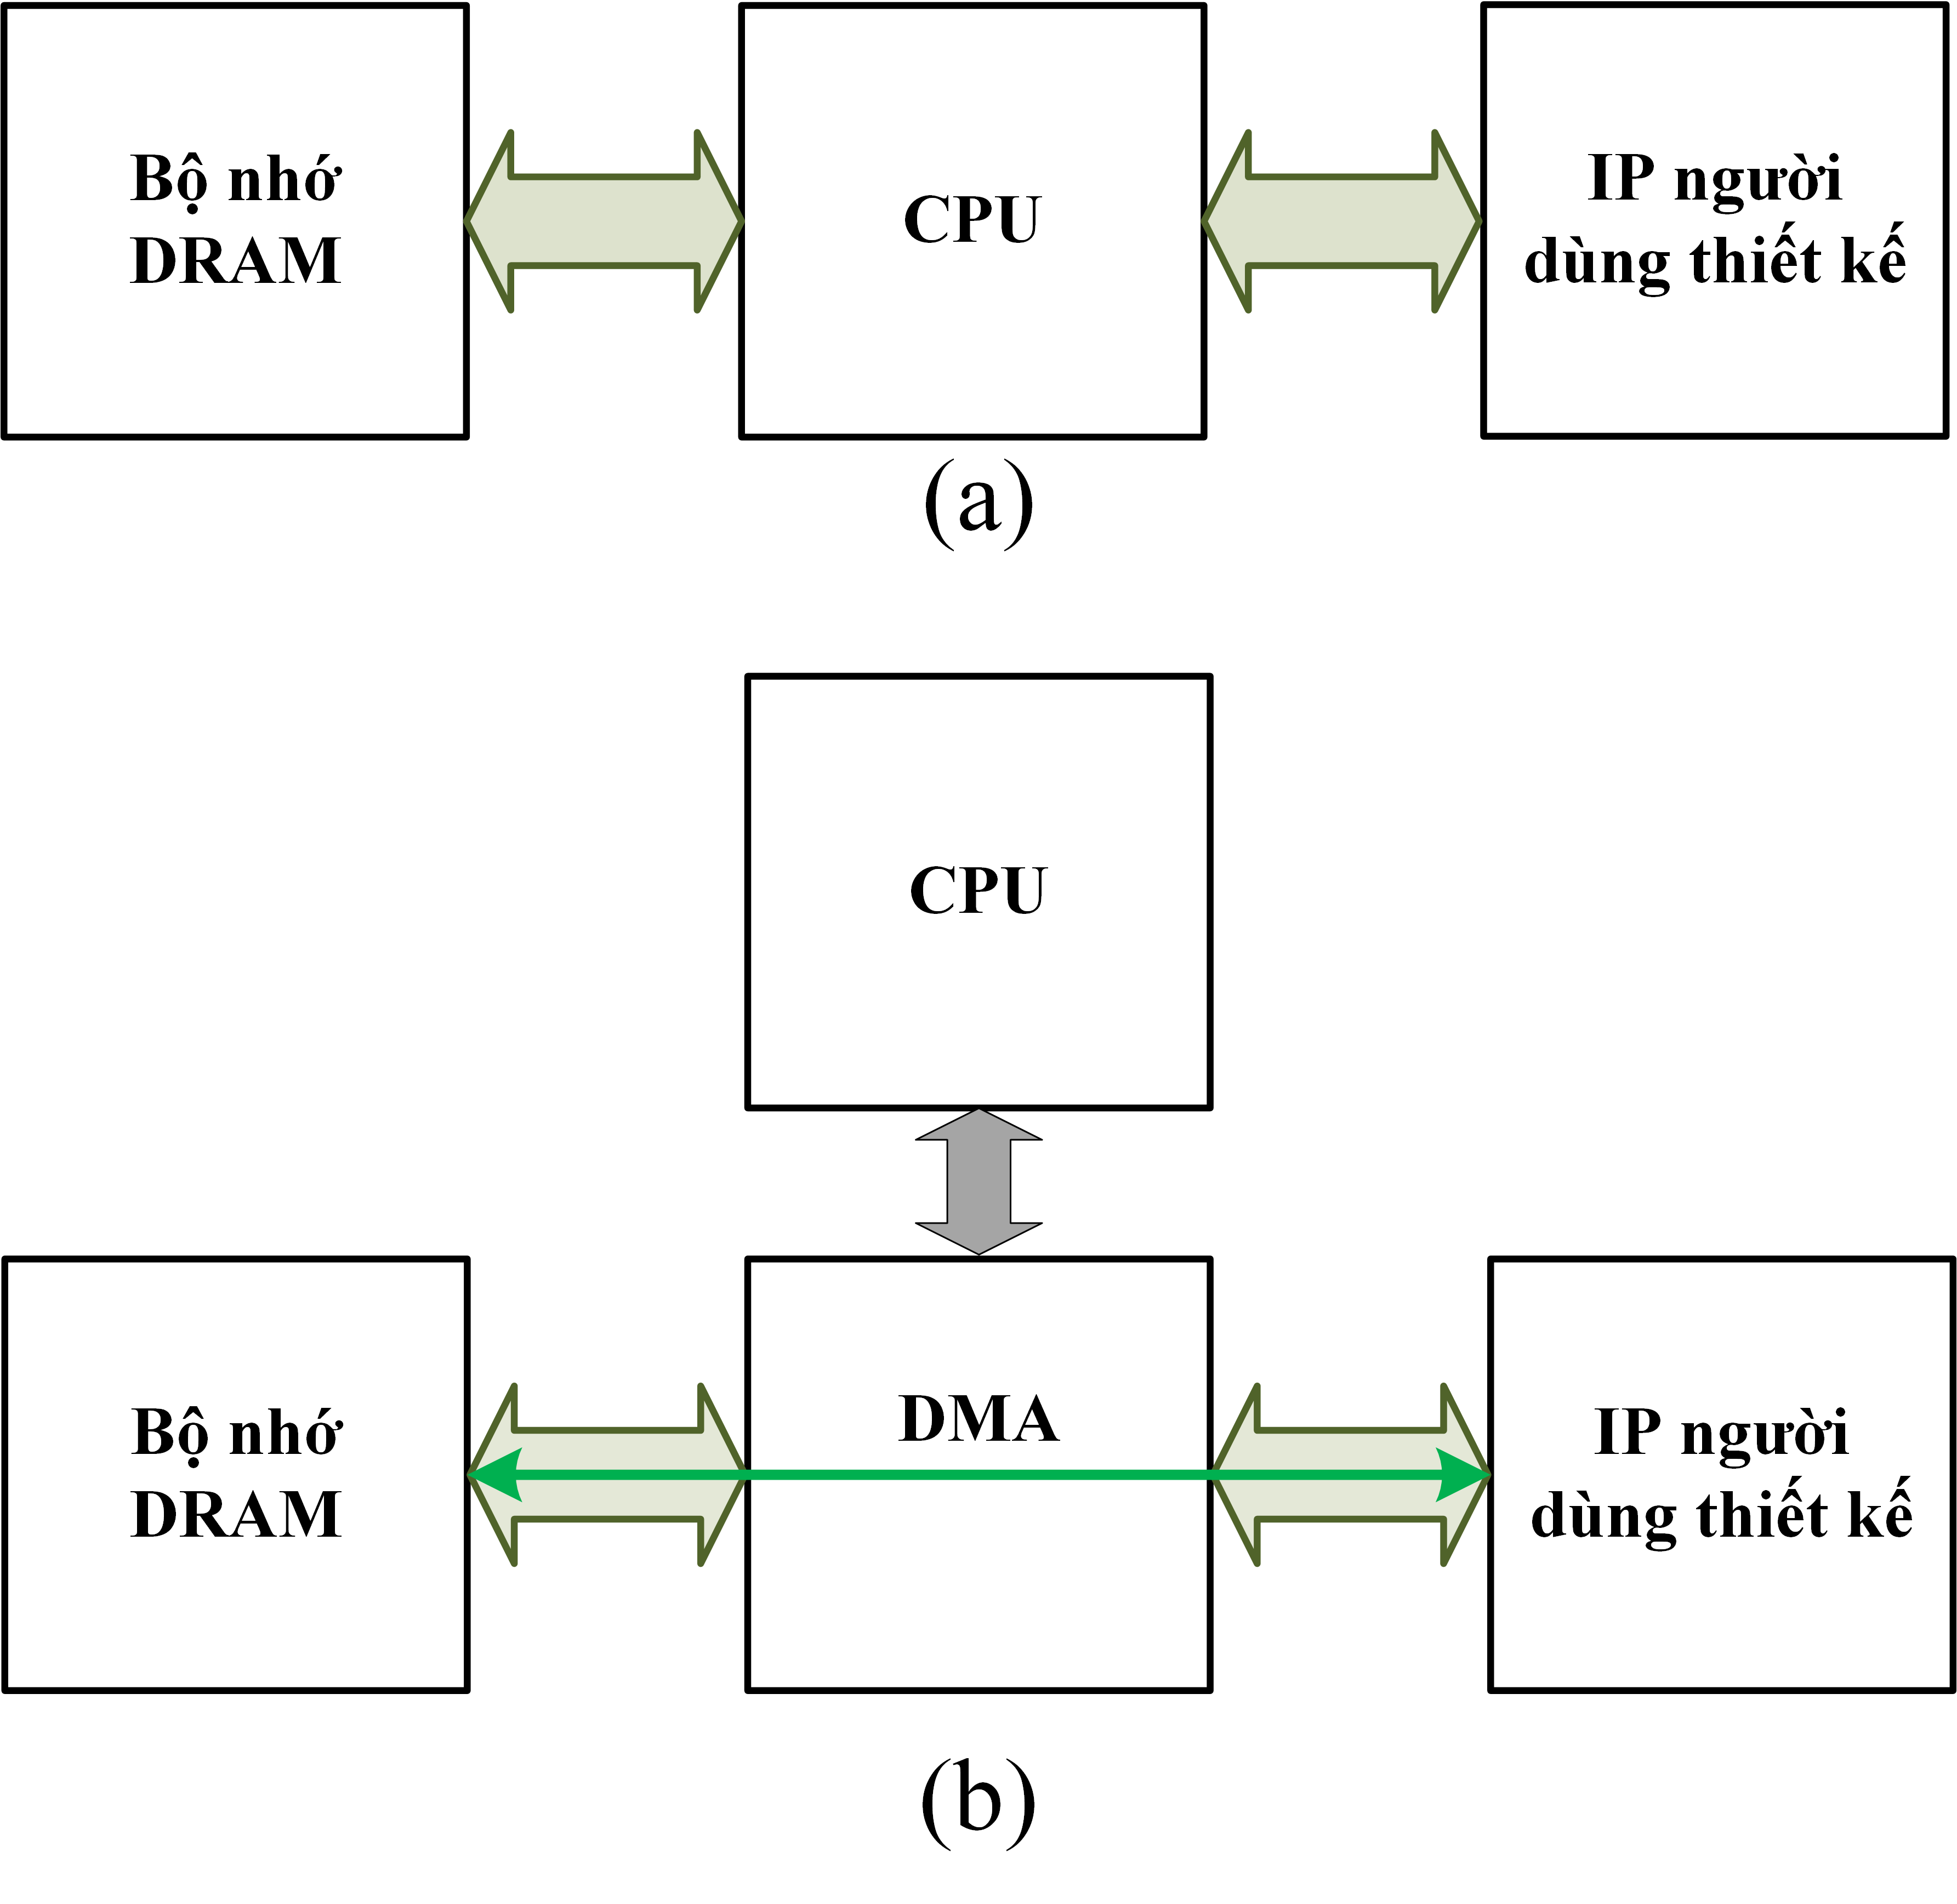 Bộ nhớ
DRAM
CPU
IP người
dùng thiết kế
(a)
CPU
Bộ nhớ
DRAM
DMA
IP người
dùng thiết kế
(b)